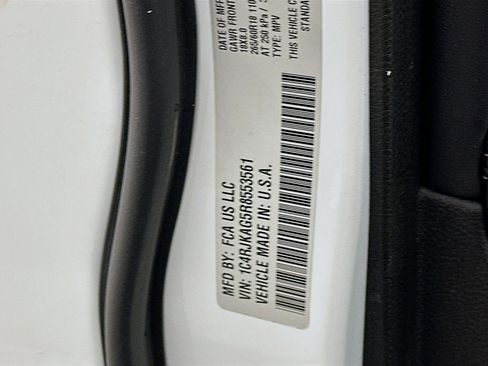 MFD BY: FCA US LLC
VIN: 1C4RJKAG5R8553561
VEHICLE MADE IN: U.S.A.
DATE OF MFR
GAWR FRONT
18X8.0
265/60R18 110
AT 250 kPa /
TYPE: MPV
THIS VEHICLE C
STANDA